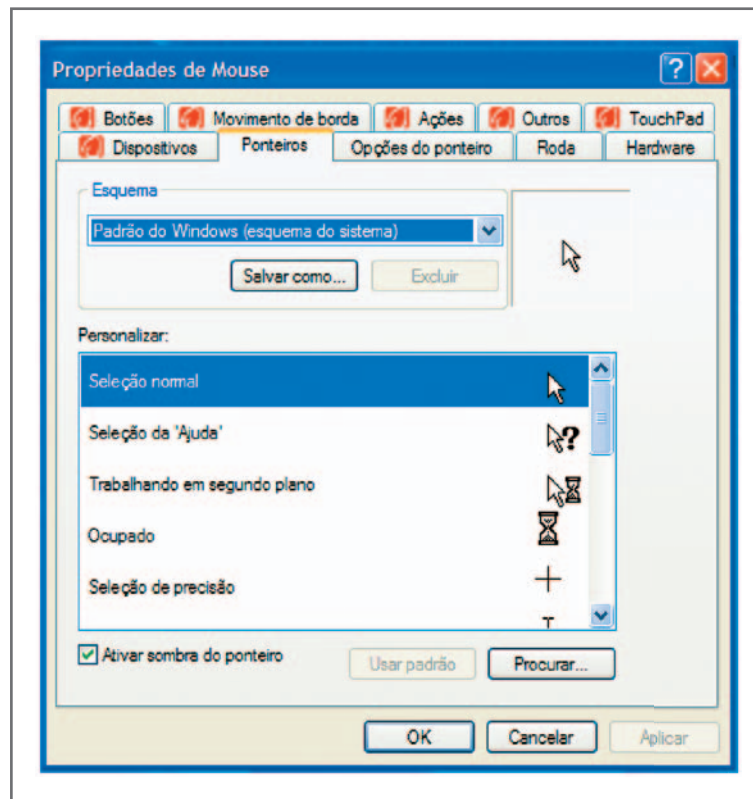 Propriedades de Mouse
Botões Movimento de borda Ações Outros TouchPad
Dispositivos Ponteiros Opções do ponteiro Roda Hardware
Esquema
Padrão do Windows (esquema do sistema)
Salvar como... Excluir
Personalizar:
Seleção normal
Seleção da 'Ajuda'
Trabalhando em segundo plano
Ocupado
Seleção de precisão
Ativar sombra do ponteiro Usar padrão Procurar...
OK Cancelar Aplicar